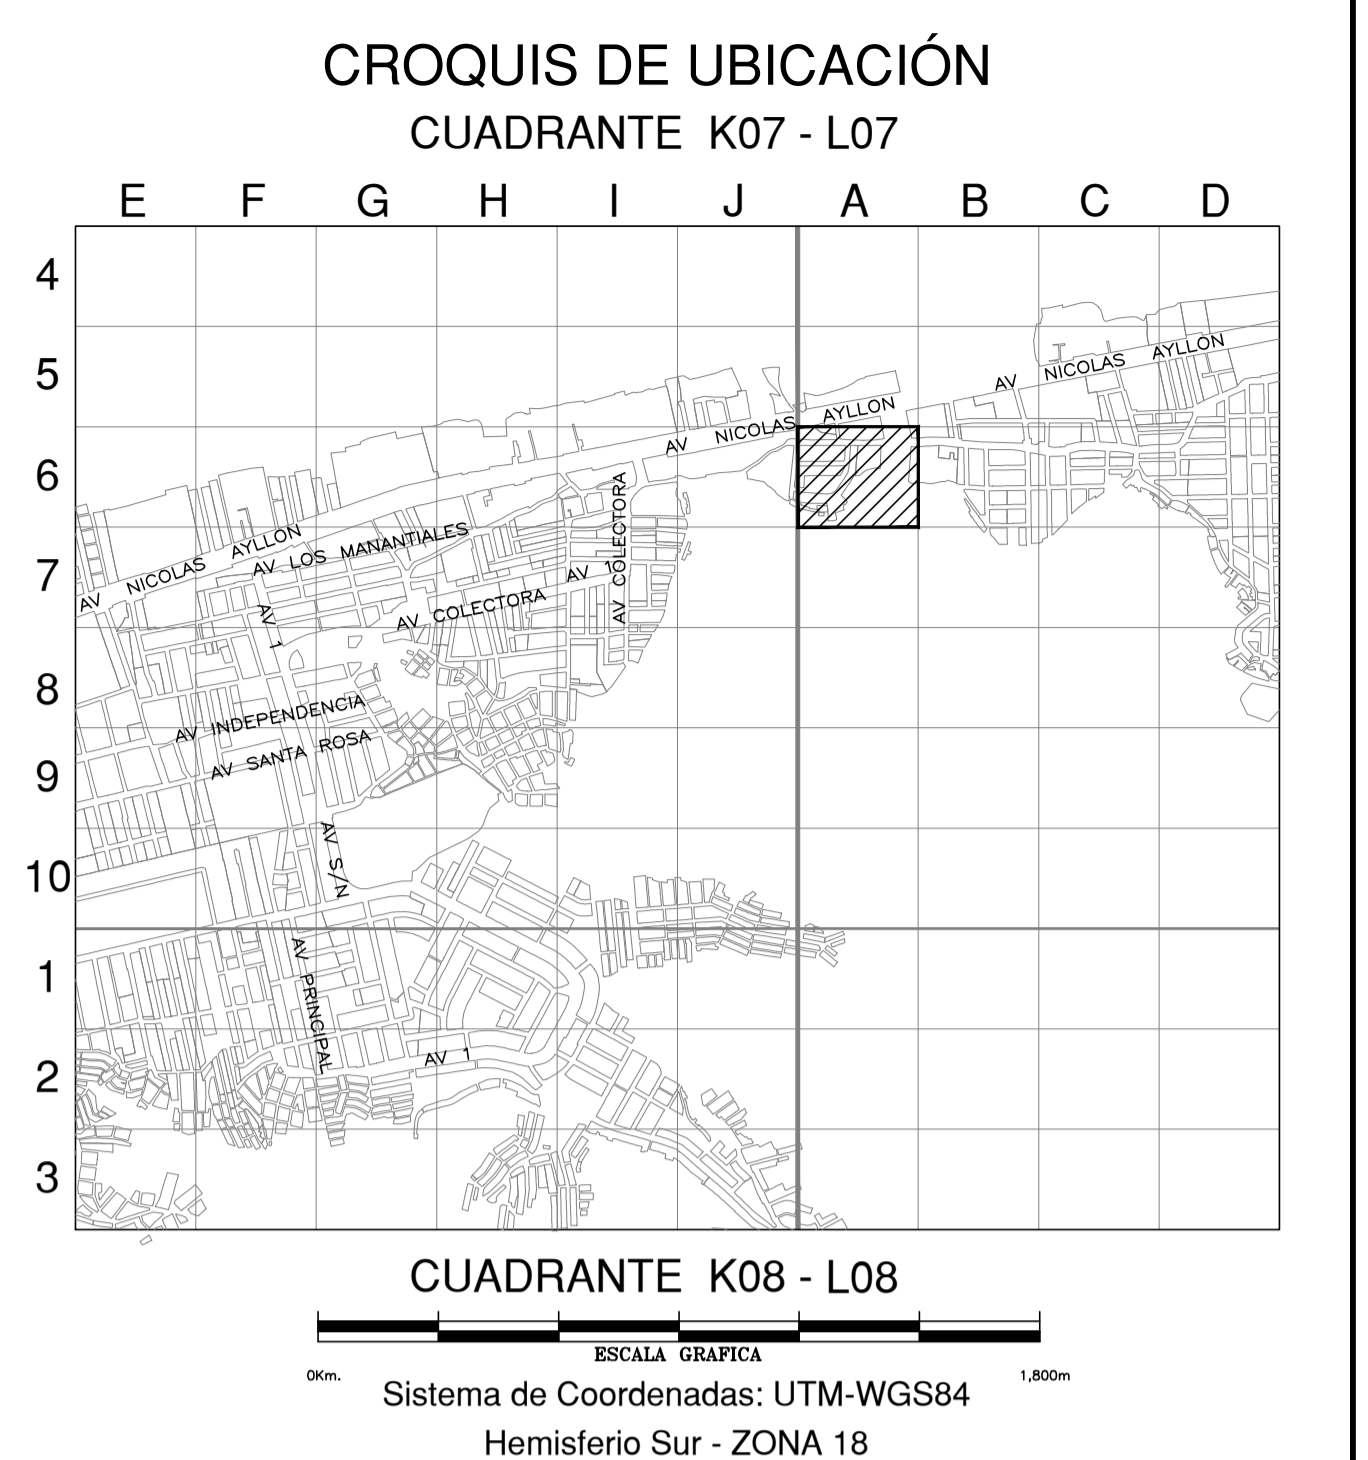 CROQUIS DE UBICACIÓN
CUADRANTE K07 - L07
E F G H I J A B C D
4
5
AV NICOLAS AYLLON
AV NICOLAS AYLLON
6
AV COLECTORA
AV NICOLAS AYLLON
AV LOS MANANTIALES
7
AV 1
AV COLECTORA
AV 1
8
AV INDEPENDENCIA
AV SANTA ROSA
9
AV S/N
10
AV PRINCIPAL
1
AV 1
2
3
CUADRANTE K08 - L08
ESCALA GRAFICA
0Km. 1,800m
Sistema de Coordenadas: UTM-WGS84
Hemisferio Sur - ZONA 18